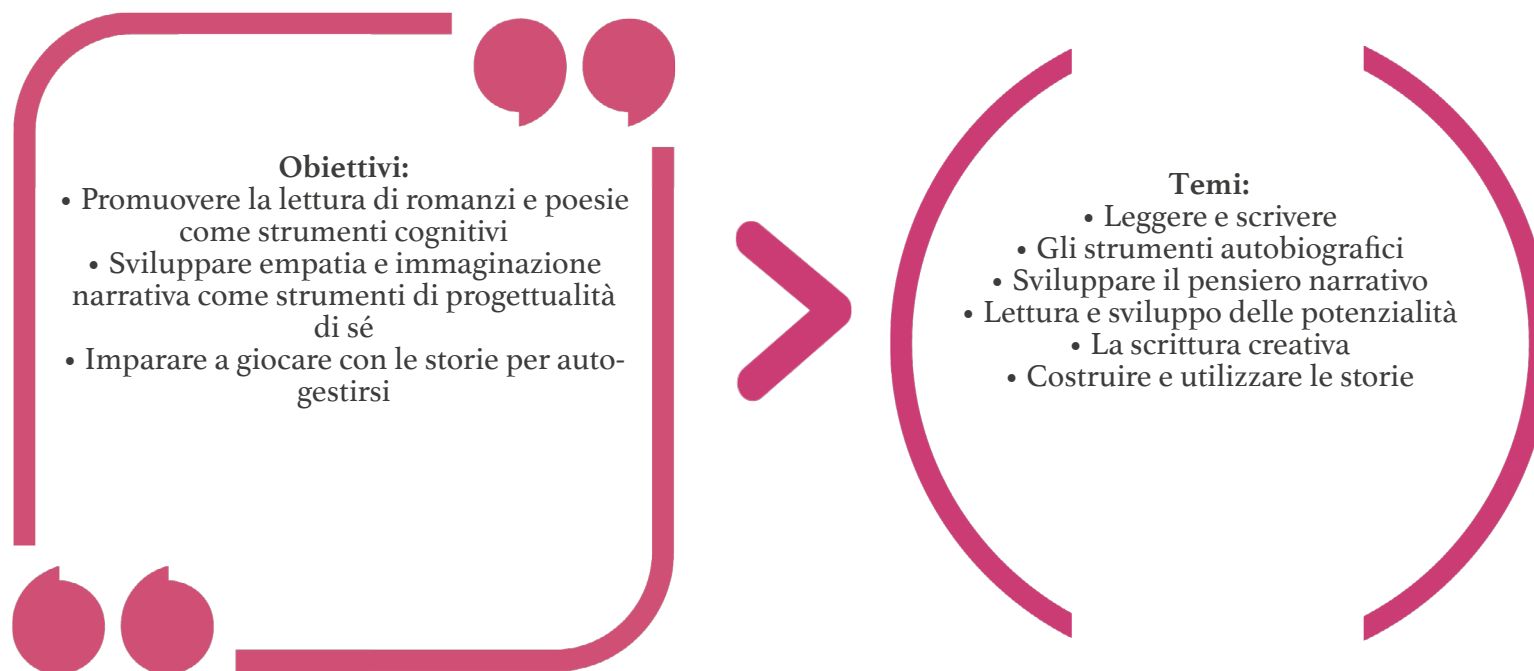 Obiettivi:
• Promuovere la lettura di romanzi e poesie
come strumenti cognitivi
• Sviluppare empatia e immaginazione
narrativa come strumenti di progettualità
di sé
• Imparare a giocare con le storie per auto-
gestirsi
Temi:
• Leggere e scrivere
• Gli strumenti autobiografici
• Sviluppare il pensiero narrativo
• Lettura e sviluppo delle potenzialità
• La scrittura creativa
• Costruire e utilizzare le storie